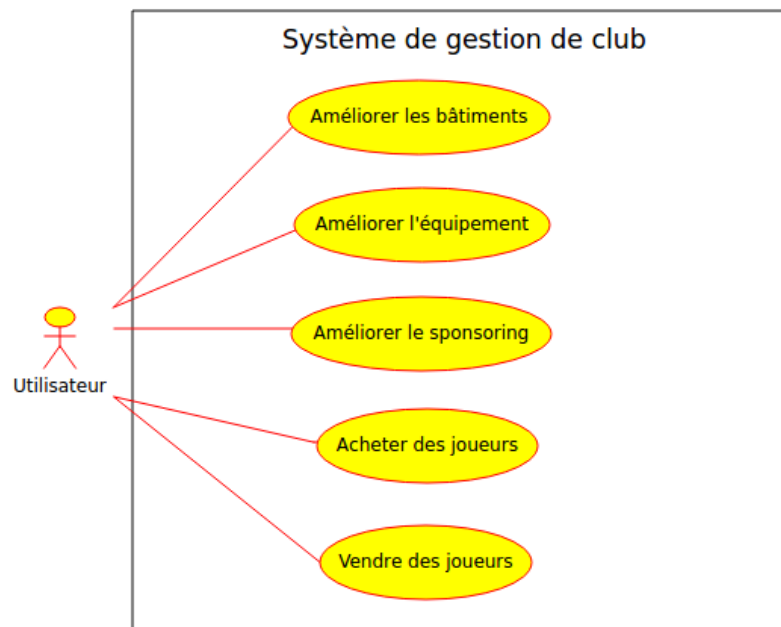 Système de gestion de club
Améliorer les bâtiments
Améliorer l'équipement
Améliorer le sponsoring
Utilisateur
Acheter des joueurs
Vendre des joueurs